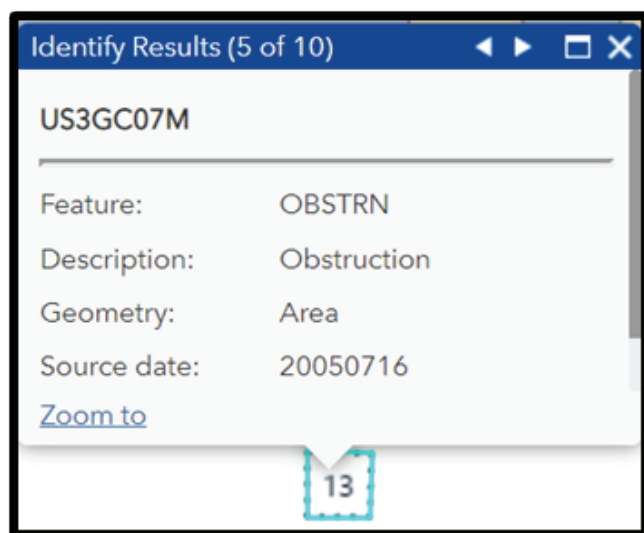 Identify Results (5 of 10)
US3GC07M
Feature: OBSTRN
Description: Obstruction
Geometry: Area
Source date: 20050716
Zoom to
13